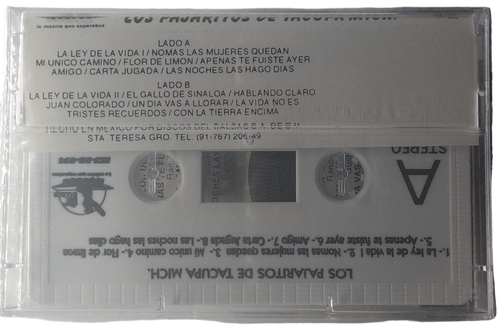 la musica que esperabas
LOS PAJARITOS DE TACUPA MICH.
LADO A
LA LEY DE LA VIDA I / NOMAS LAS MUJERES QUEDAN
MI UNICO CAMINO / FLOR DE LIMON / APENAS TE FUISTE AYER
AMIGO / CARTA JUGADA / LAS NOCHES LAS HAGO DIAS
LADO B
LA LEY DE LA VIDA II / EL GALLO DE SINALOA / HABLANDO CLARO
JUAN COLORADO / UN DIA VAS A LLORAR / LA VIDA NO ES
TRISTES RECUERDOS / CON LA TIERRA ENCIMA
HECHO EN MEXICO POR DISCOS DEL BALSAS S.A. DE C.V.
STA. TERESA GRO. TEL. (91-767) 206-49.
STEREO
A
LOS PAJARITOS DE TACUPA MICH.
1.- La ley de la vida I 2.- Nomas las mujeres quedan 3.- Mi unico camino 4.- Flor de limon
5.- Apenas te fuiste ayer 6.- Amigo 7.- Carta Jugada 8.- Las noches las hago dias